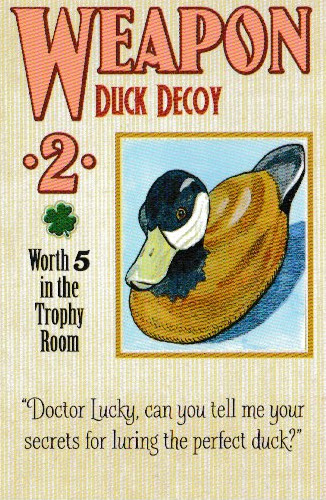 WEAPON
DUCK DECOY
·2·
Worth 5
in the
Trophy
Room
“Doctor Lucky, can you tell me your
secrets for luring the perfect duck?”